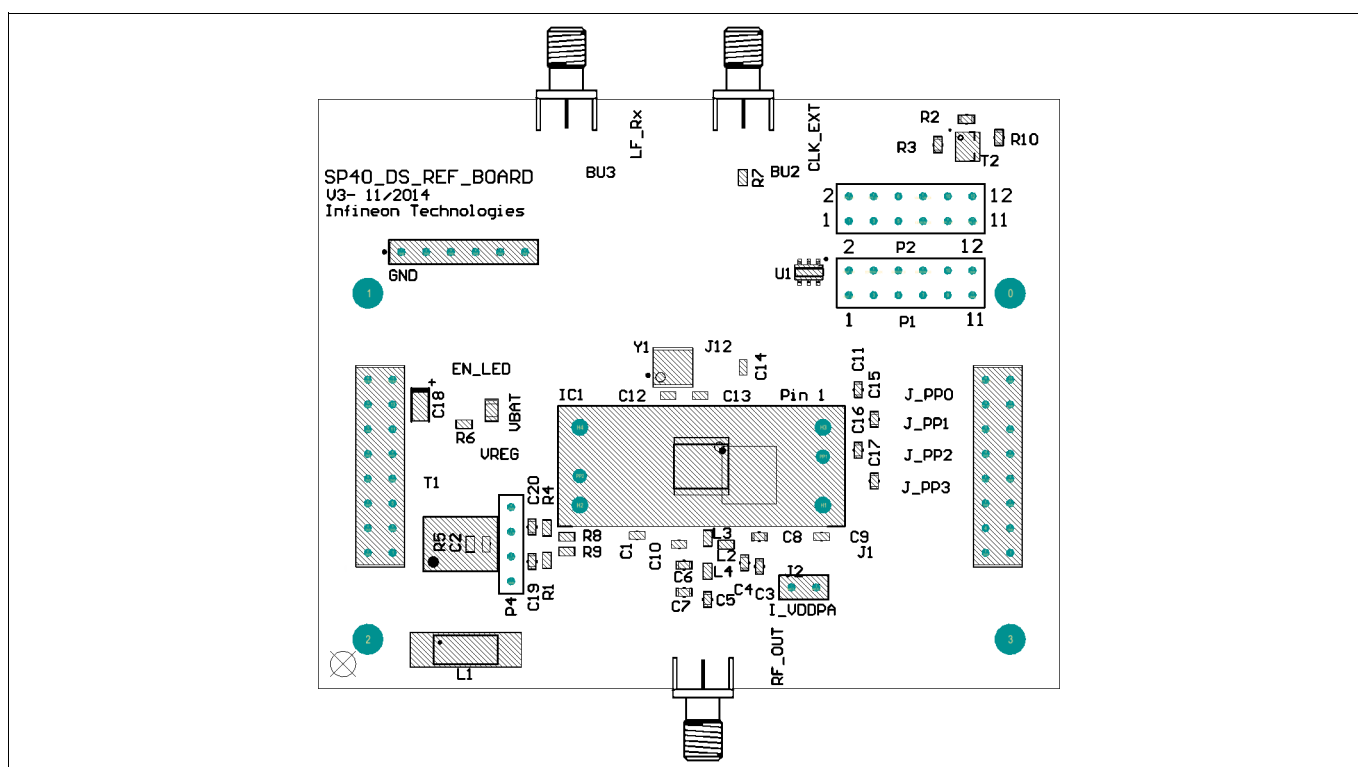 LF_Rx
CLK_EXT
R2
R3
R10
T2
BU3
R7
BU2
SP40_DS_REF_BOARD
V3- 11/2014
Infineon Technologies
2
12
1
11
2
P2
12
GND
U1
1
0
1
P1
11
Y1
J12
C14
C11
C15
EN_LED
+
C18
VBAT
IC1
C12
C13
Pin 1
J_PP0
R6
C16
J_PP1
VREG
C17
J_PP2
T1
J_PP3
C20
R4
R5
C2
R8
R9
C1
C10
L3
L2
C8
C9
J1
C6
L4
C4
C3
J2
C19
R1
P4
C7
C5
I_VDDPA
2
3
L1
RF_OUT